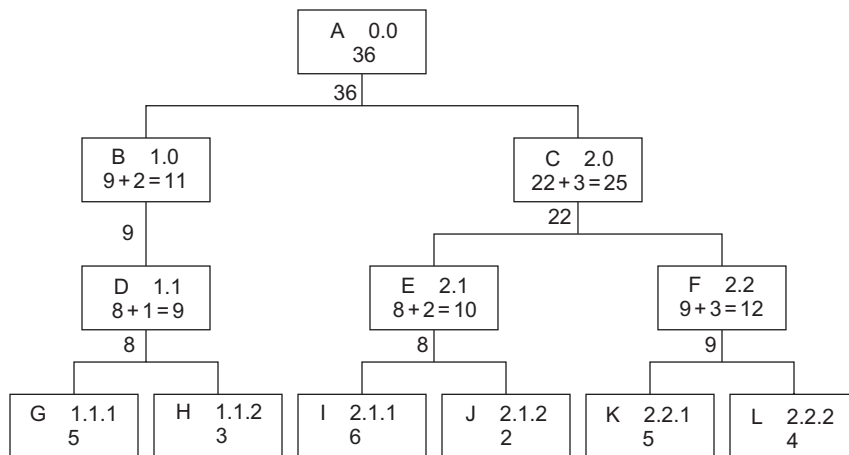 A 0.0
36
36
B 1.0
9+2=11
C 2.0
22+3=25
9
22
D 1.1
8+1=9
E 2.1
8+2=10
F 2.2
9+3=12
8
8
9
G 1.1.1
5
H 1.1.2
3
I 2.1.1
6
J 2.1.2
2
K 2.2.1
5
L 2.2.2
4